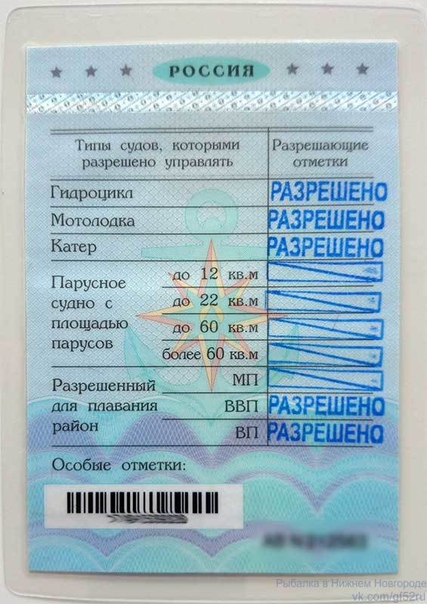 РОССИЯ
Типы судов, которыми разрешено управлять
Разрешающие отметки
Гидроцикл РАЗРЕШЕНО
Мотолодка РАЗРЕШЕНО
Катер РАЗРЕШЕНО
Парусное судно с площадью парусов
до 12 кв.м
до 22 кв.м
до 60 кв.м
более 60 кв.м
Разрешенный для плавания район
МП
ВВП РАЗРЕШЕНО
ВП РАЗРЕШЕНО
Особые отметки:
Рыбалка в Нижнем Новгороде
vk.com/gf52ru